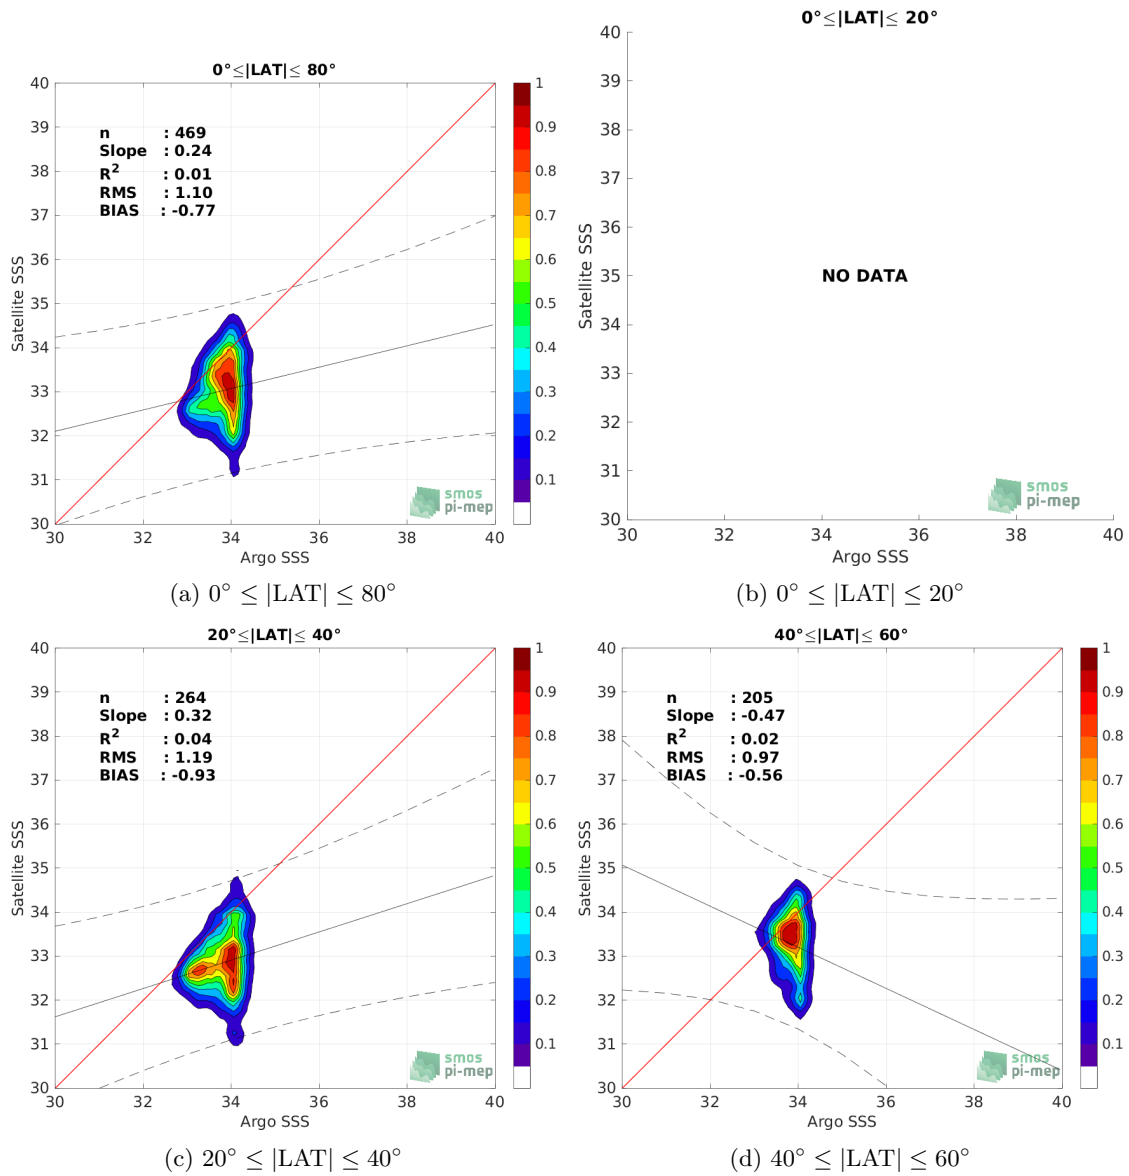 0°≤|LAT|≤ 80°
40
39
38
37
36
35
34
33
32
31
30
Satellite SSS
n : 469
Slope : 0.24
R² : 0.01
RMS : 1.10
BIAS : -0.77
smos
pi-mep
30 32 34 36 38 40
Argo SSS
1
0.9
0.8
0.7
0.6
0.5
0.4
0.3
0.2
0.1
(a) 0° ≤ |LAT| ≤ 80°
0°≤|LAT|≤ 20°
40
39
38
37
36
35
34
33
32
31
30
Satellite SSS
NO DATA
smos
pi-mep
30 32 34 36 38 40
Argo SSS
(b) 0° ≤ |LAT| ≤ 20°
20°≤|LAT|≤ 40°
40
39
38
37
36
35
34
33
32
31
30
Satellite SSS
n : 264
Slope : 0.32
R² : 0.04
RMS : 1.19
BIAS : -0.93
smos
pi-mep
30 32 34 36 38 40
Argo SSS
1
0.9
0.8
0.7
0.6
0.5
0.4
0.3
0.2
0.1
(c) 20° ≤ |LAT| ≤ 40°
40°≤|LAT|≤ 60°
40
39
38
37
36
35
34
33
32
31
30
Satellite SSS
n : 205
Slope : -0.47
R² : 0.02
RMS : 0.97
BIAS : -0.56
smos
pi-mep
30 32 34 36 38 40
Argo SSS
1
0.9
0.8
0.7
0.6
0.5
0.4
0.3
0.2
0.1
(d) 40° ≤ |LAT| ≤ 60°